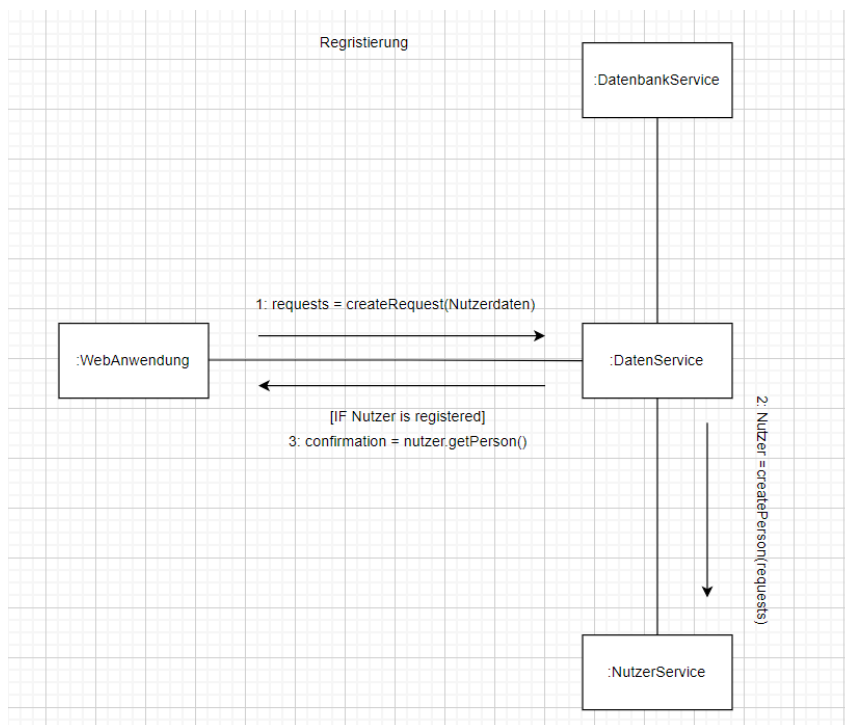 Regristierung
:DatenbankService
1: requests = createRequest(Nutzerdaten)
:WebAnwendung
:DatenService
[IF Nutzer is registered]
3: confirmation = nutzer.getPerson()
2: Nutzer =createPerson(requests)
:NutzerService